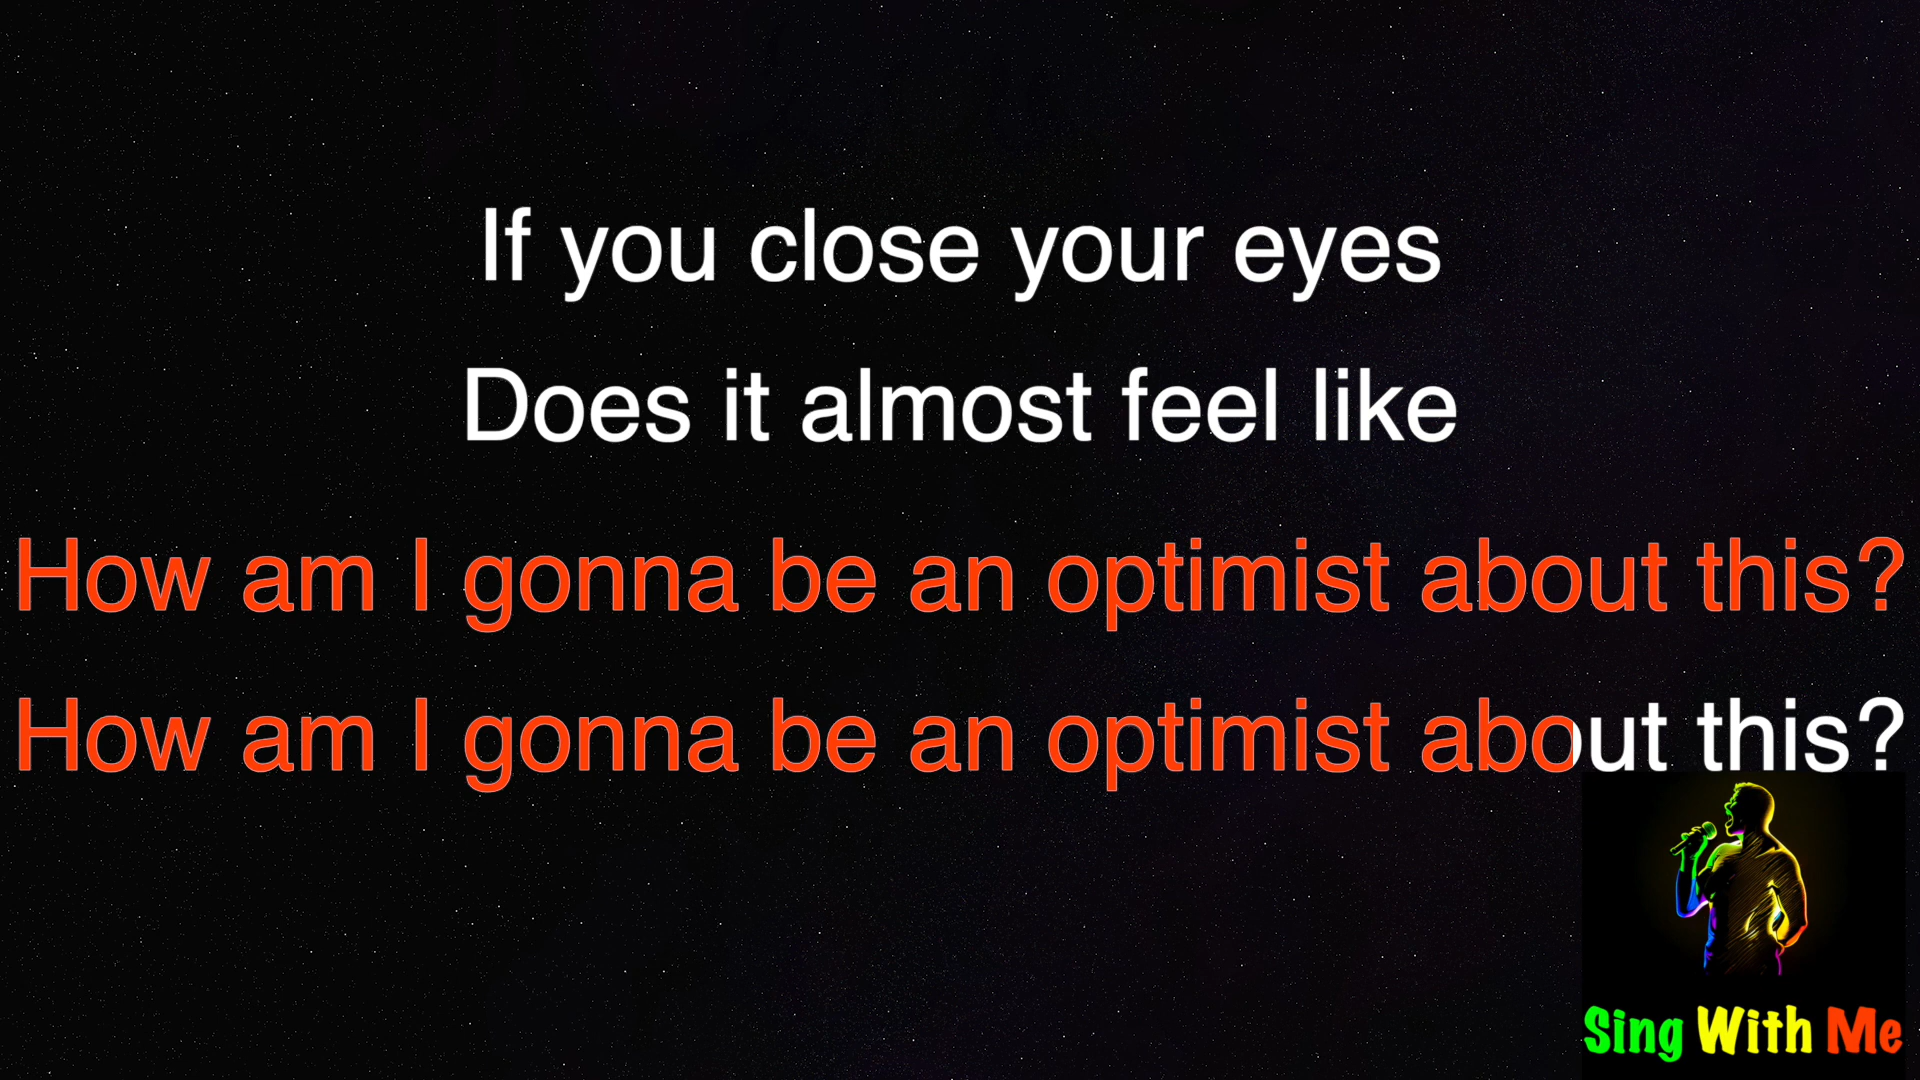 If you close your eyes
Does it almost feel like
How am I gonna be an optimist about this?
How am I gonna be an optimist about this?
Sing With Me